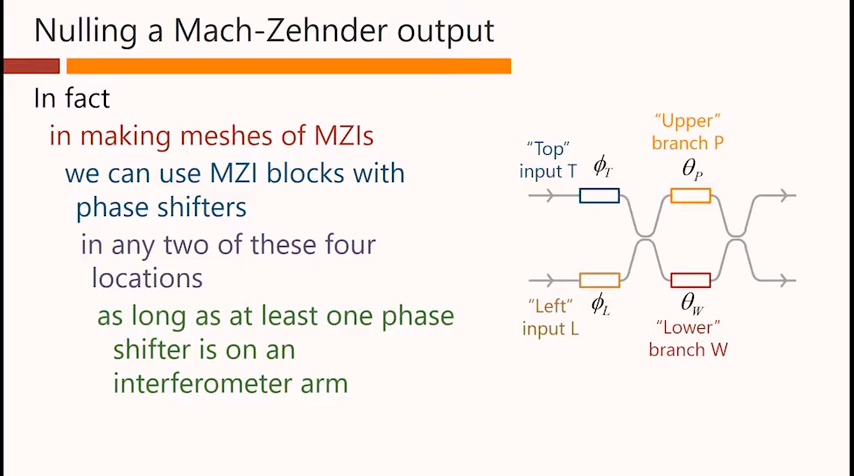 Nulling a Mach-Zehnder output
In fact
in making meshes of MZIs
we can use MZI blocks with
phase shifters
in any two of these four
locations
as long as at least one phase
shifter is on an
interferometer arm
"Top"
input T
ϕT
"Upper"
branch P
θP
"Left"
input L
ϕL
θW
"Lower"
branch W